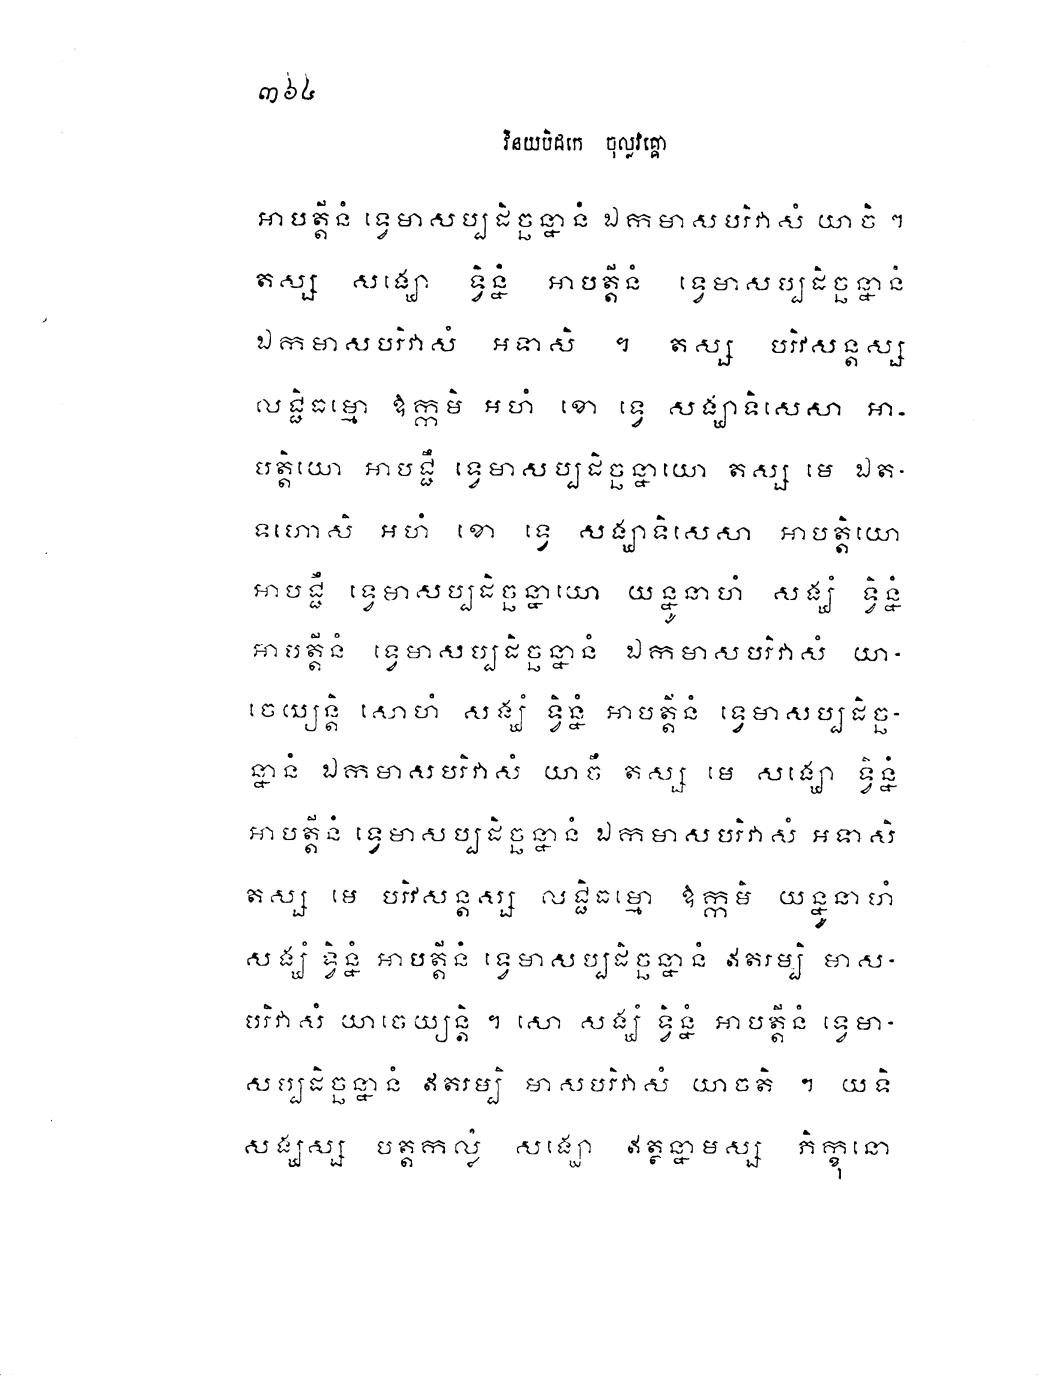 ៣៦៤
វិនយបិដកេ ចុល្លវគ្គោ
អាបត្តីនំ ទ្វេមាសប្បដិច្ឆន្នានំ ឯកមាសបរិវាសំ យាចិ ។
តស្ស សង្ឃោ ទ្វិន្នំ អាបត្តីនំ ទ្វេមាសប្បដិច្ឆន្នានំ
ឯកមាសបរិវាសំ អទាសិ ។ តស្ស បរិវសន្តស្ស
លជ្ជិធម្មោ ឱក្កមិ អហំ ខោ ទ្វេ សង្ឃាទិសេសា អា-
បត្តិយោ អាបជ្ជឹ ទ្វេមាសប្បដិច្ឆន្នាយោ តស្ស មេ ឯត-
ទហោសិ អហំ ខោ ទ្វេ សង្ឃាទិសេសា អាបត្តិយោ
អាបជ្ជឹ ទ្វេមាសប្បដិច្ឆន្នាយោ យន្នូនាហំ សង្ឃំ ទ្វិន្នំ
អាបត្តីនំ ទ្វេមាសប្បដិច្ឆន្នានំ ឯកមាសបរិវាសំ យា-
ចេយ្យន្តិ សោហំ សង្ឃំ ទ្វិន្នំ អាបត្តីនំ ទ្វេមាសប្បដិច្ឆ-
ន្នានំ ឯកមាសបរិវាសំ យាចឹ តស្ស មេ សង្ឃោ ទ្វិន្នំ
អាបត្តីនំ ទ្វេមាសប្បដិច្ឆន្នានំ ឯកមាសបរិវាសំ អទាសិ
តស្ស មេ បរិវសន្តស្ស លជ្ជិធម្មោ ឱក្កមិ យន្នូនាហំ
សង្ឃំ ទ្វិន្នំ អាបត្តីនំ ទ្វេមាសប្បដិច្ឆន្នានំ ឥតរម្បិ មាស-
បរិវាសំ យាចេយ្យន្តិ ។ សោ សង្ឃំ ទ្វិន្នំ អាបត្តីនំ ទ្វេមា-
សប្បដិច្ឆន្នានំ ឥតរម្បិ មាសបរិវាសំ យាចតិ ។ យទិ
សង្ឃស្ស បត្តកល្លំ សង្ឃោ ឥត្ថន្នាមស្ស ភិក្ខុនោ